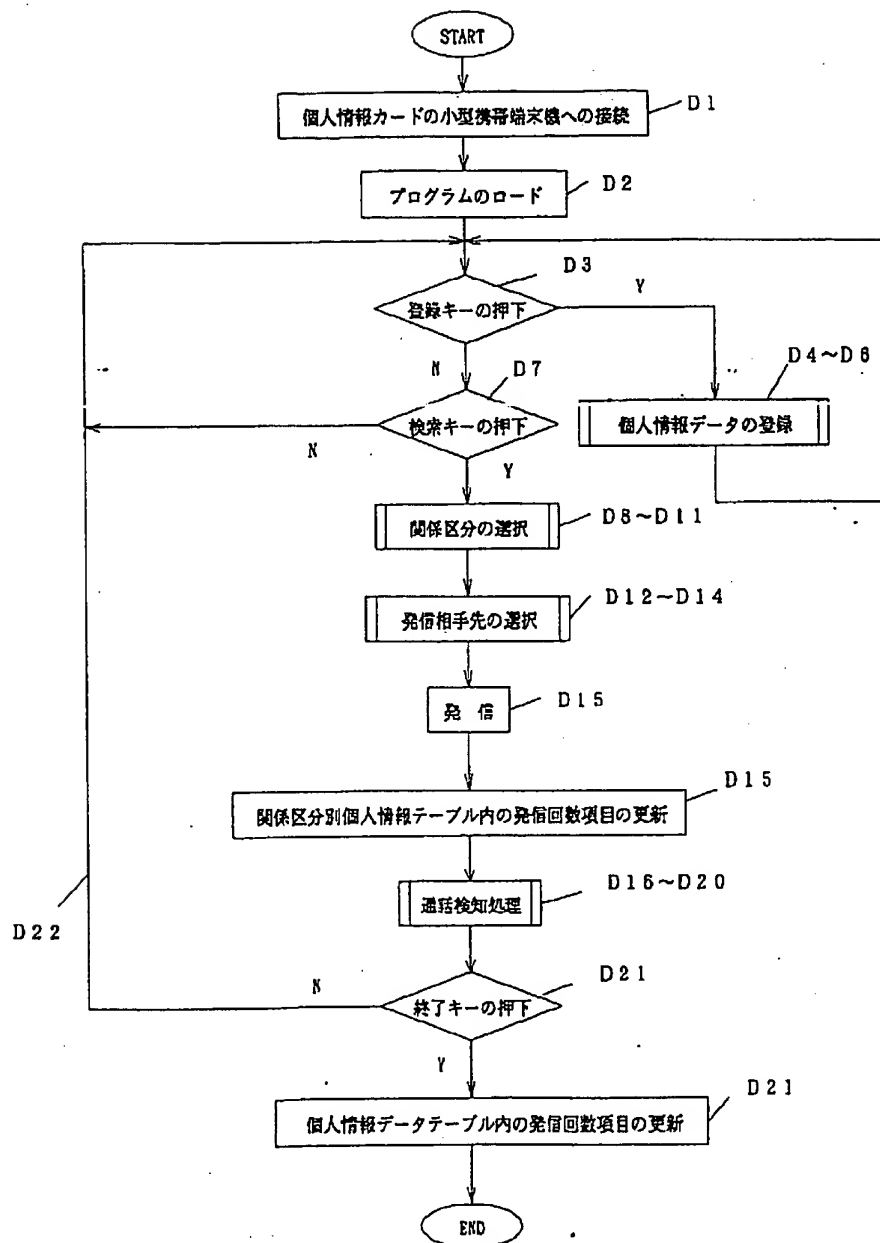 START
個人情報カードの小型携帯端末機への接続
D1
プログラムのロード
D2
D3
登録キーの押下
Y
N
D4～D6
個人情報データの登録
D7
検索キーの押下
N
Y
関係区分の選択
D8～D11
発信相手先の選択
D12～D14
発 信
D15
関係区分別個人情報テーブル内の発信回数項目の更新
D15
通話検知処理
D16～D20
D22
終了キーの押下
D21
N
Y
個人情報データテーブル内の発信回数項目の更新
D21
END